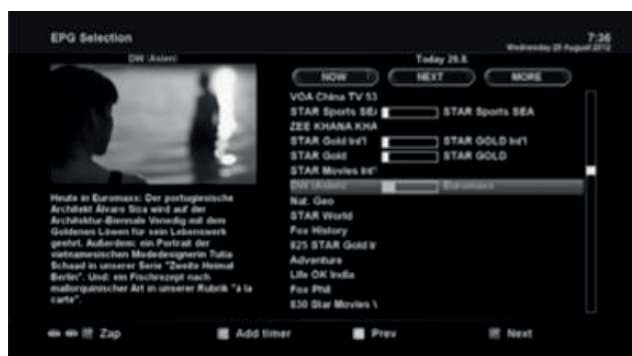 EPG Selection
7:36
Wednesday 29 August 2012
DW (Asien)
Today 29.8.
NOW
NEXT
MORE
VOA China TV 53
STAR Sports SEA
STAR Sports SEA
ZEE KHANA KHA
STAR Gold Int'l
STAR GOLD Int'l
STAR Gold
STAR GOLD
STAR Movies Int'
DW (Asien)
Euromaxx
Nat. Geo
STAR World
Fox History
825 STAR Gold Ir
Adventure
Life OK India
Fox Phil
830 Star Movies \
Heute in Euromaxx: Der portugiesische
Architekt Álvaro Siza wird auf der
Architektur-Biennale Venedig mit dem
Goldenen Löwen für sein Lebenswerk
geehrt. Außerdem: ein Portrait der
vietnamesischen Modedesignerin Tutia
Schaad in unserer Serie "Zweite Heimat
Berlin". Und: ein Fischrezept nach
mallorquinischer Art in unserer Rubrik "à la
carte".
Zap
Add timer
Prev
Next